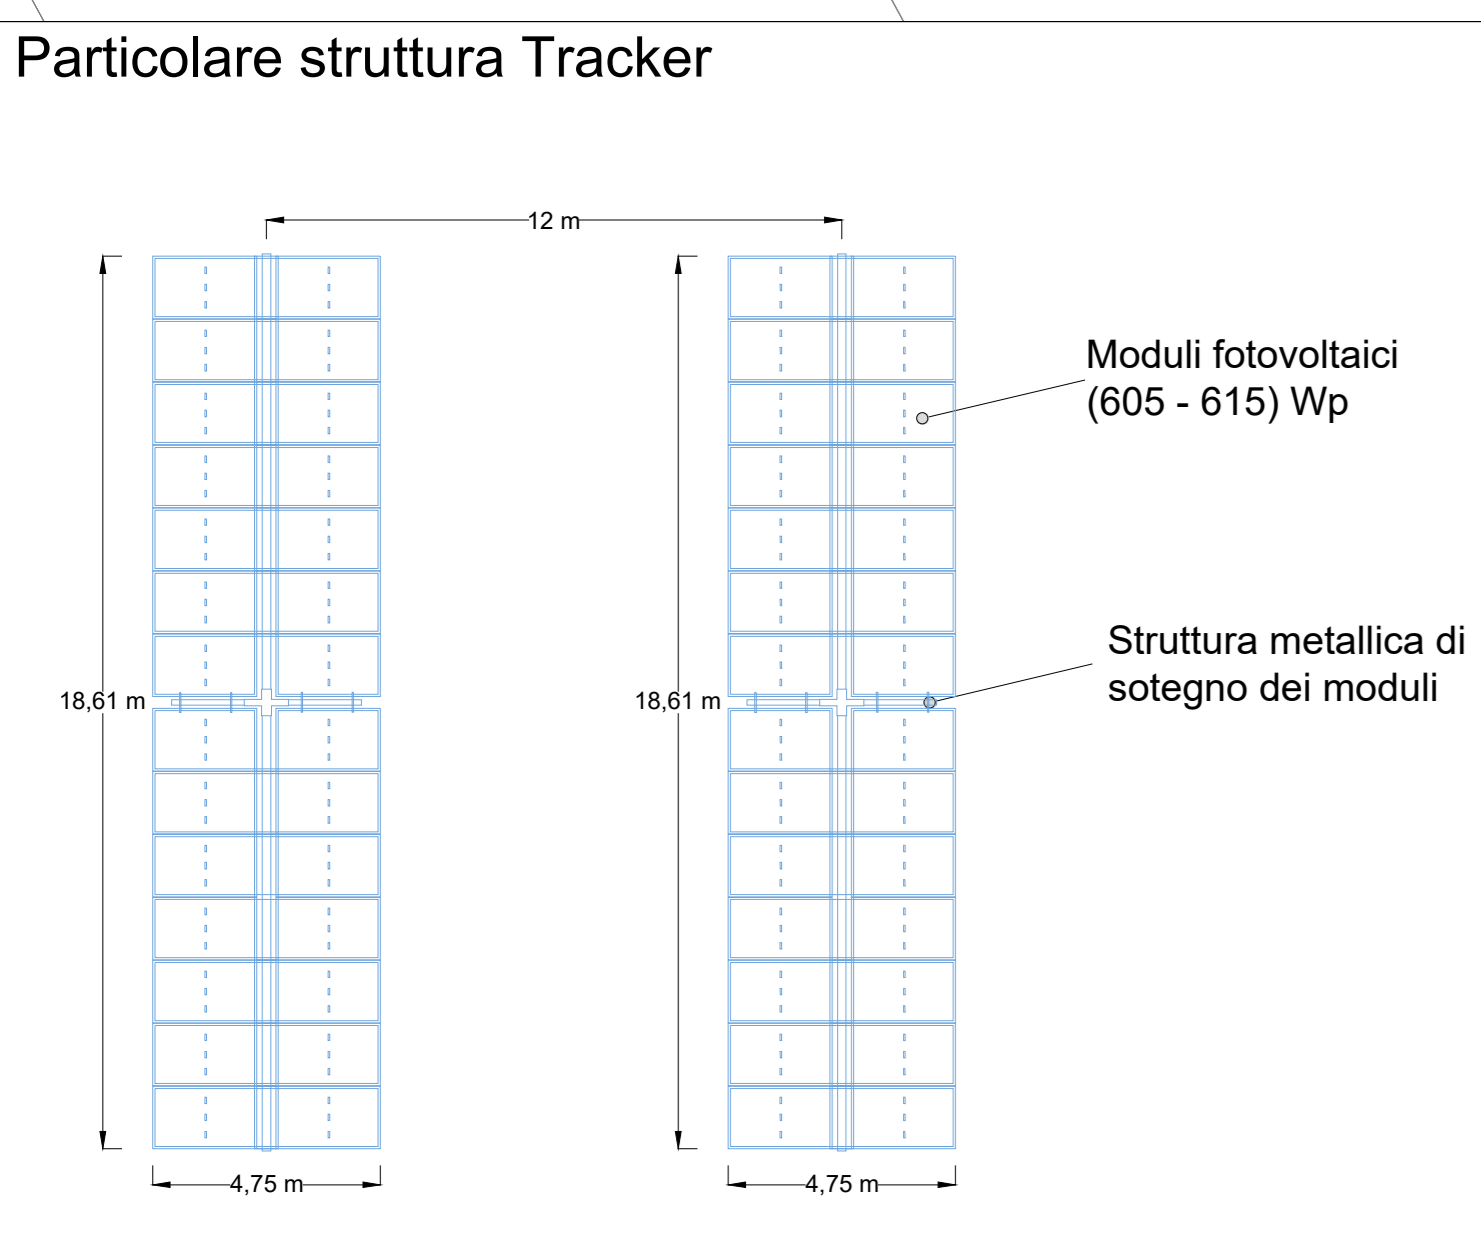 Particolare struttura Tracker
12 m
Moduli fotovoltaici
(605 - 615) Wp
Struttura metallica di
sotegno dei moduli
18,61 m
18,61 m
4,75 m
4,75 m